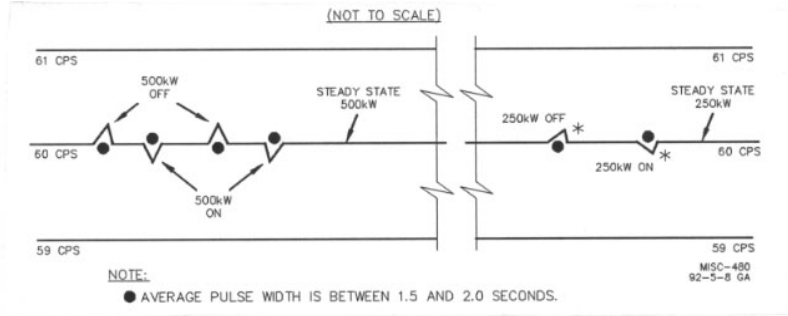 (NOT TO SCALE)
61 CPS
61 CPS
500kW
OFF
STEADY STATE
500kW
250kW OFF
*
STEADY STATE
250kW
60 CPS
60 CPS
*
250kW ON
500kW
ON
59 CPS
59 CPS
NOTE:
MISC-480
92-5-8 GA
● AVERAGE PULSE WIDTH IS BETWEEN 1.5 AND 2.0 SECONDS.